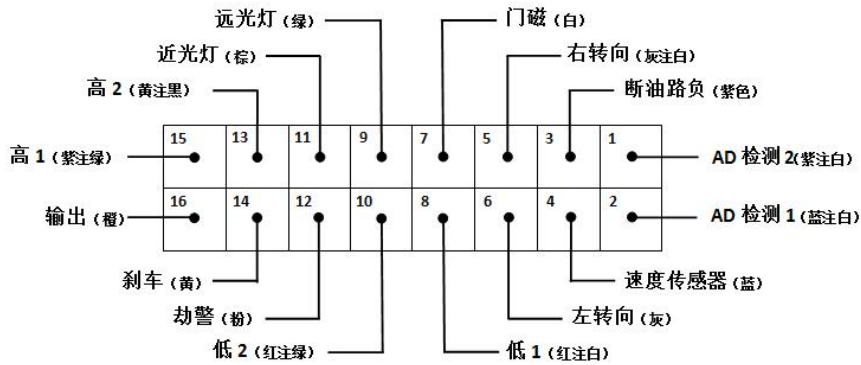 远光灯（绿）
门磁（白）
近光灯（棕）
右转向（灰注白）
高 2（黄注黑）
断油路负（紫色）
15 13 11 9 7 5 3 1
高 1（紫注绿）
AD 检测 2(紫注白)
16 14 12 10 8 6 4 2
输出（橙）
AD 检测 1（蓝注白）
刹车（黄）
速度传感器（蓝）
劫警（粉）
左转向（灰）
低 2（红注绿）
低 1（红注白）